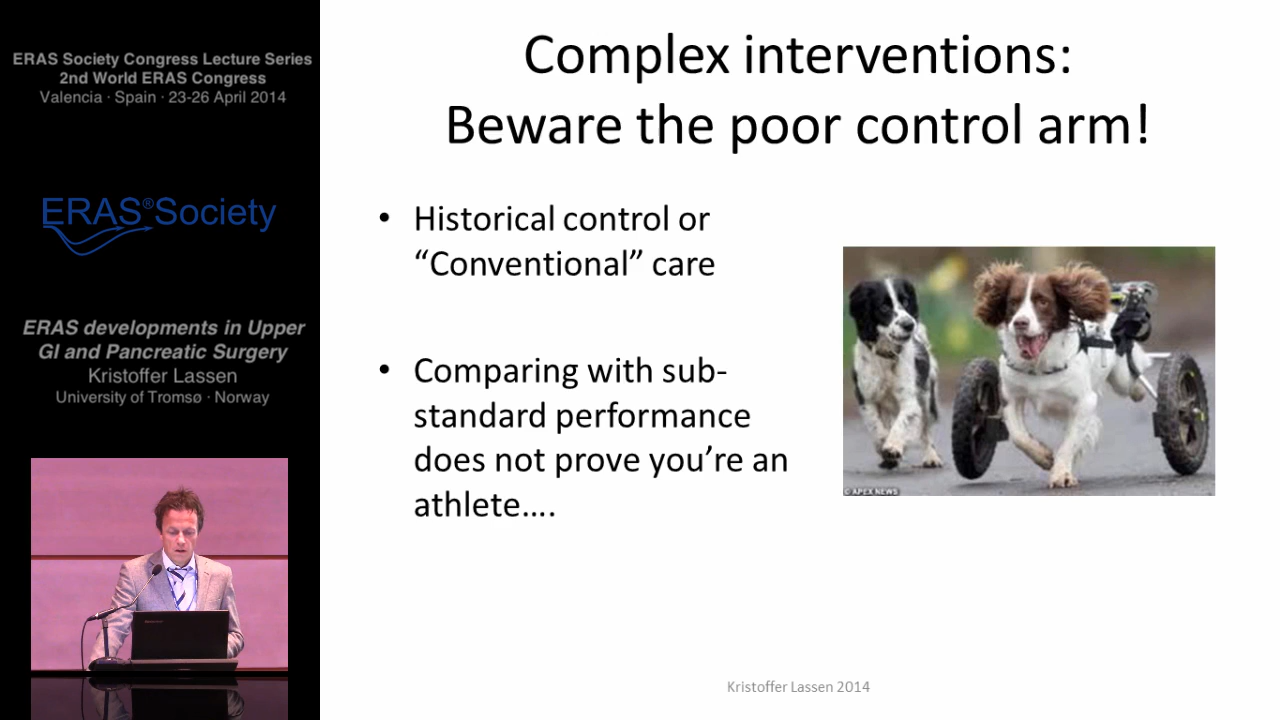 ERAS Society Congress Lecture Series
2nd World ERAS Congress
Valencia · Spain · 23-26 April 2014
ERAS®Society
ERAS developments in Upper
GI and Pancreatic Surgery
Kristoffer Lassen
University of Tromsø · Norway
Complex interventions:
Beware the poor control arm!
• Historical control or
“Conventional” care
• Comparing with sub-
standard performance
does not prove you’re an
athlete....
© APEX NEWS
Kristoffer Lassen 2014